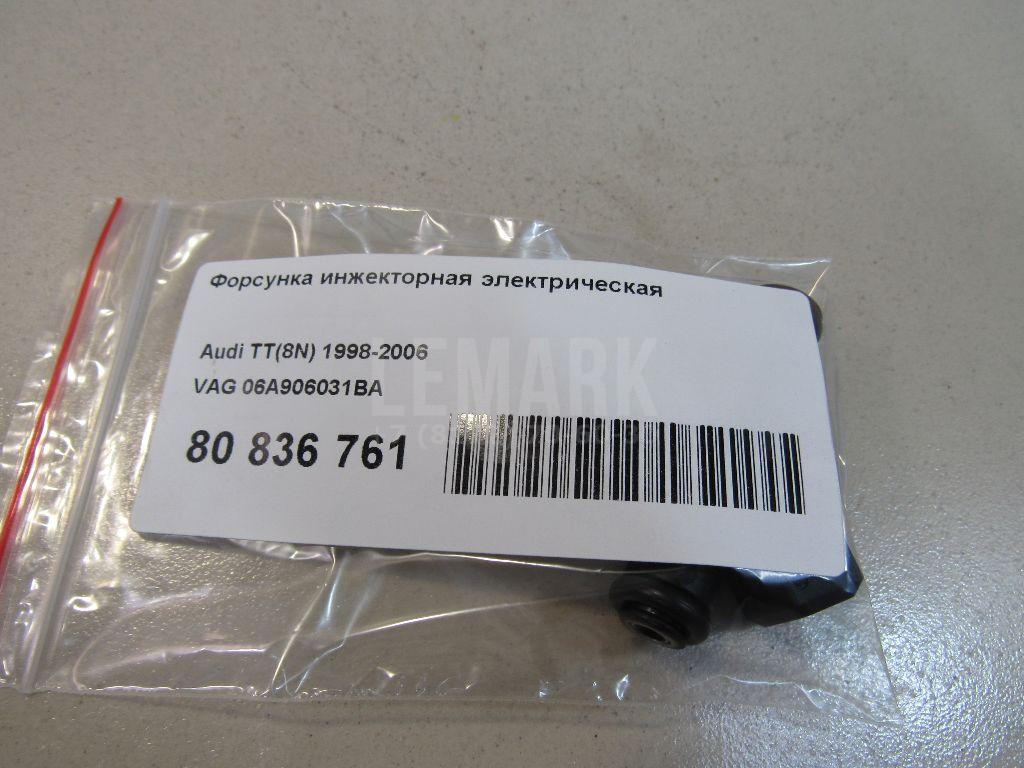 Форсунка инжекторная электрическая
Audi TT(8N) 1998-2006
VAG 06A906031BA
LEMARK
80 836 761